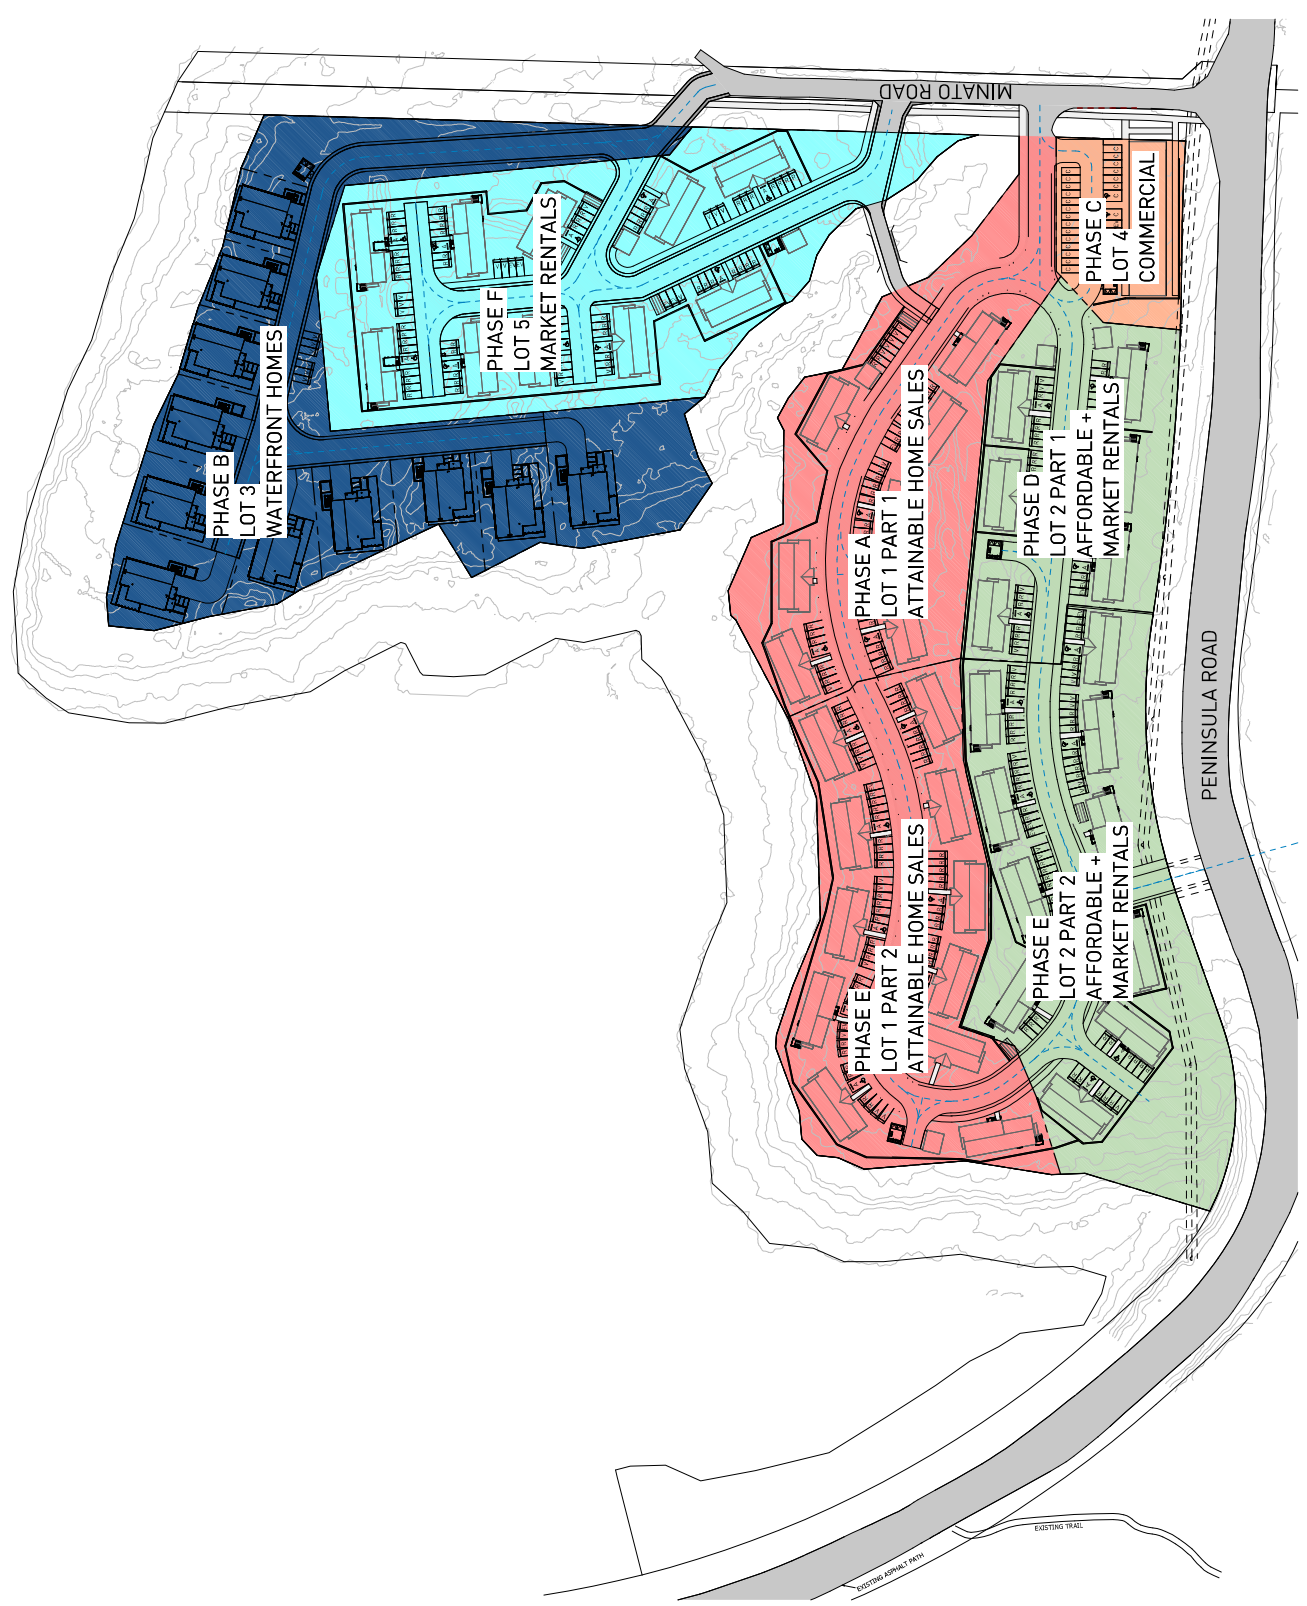 MINATO ROAD
PHASE C
LOT 4
COMMERCIAL
PHASE F
LOT 5
MARKET RENTALS
PHASE B
LOT 3
WATERFRONT HOMES
PHASE A
LOT 1 PART 1
ATTAINABLE HOME SALES
PHASE D
LOT 2 PART 1
AFFORDABLE +
MARKET RENTALS
PENINSULA ROAD
PHASE E
LOT 1 PART 2
ATTAINABLE HOME SALES
PHASE E
LOT 2 PART 2
AFFORDABLE +
MARKET RENTALS
EXISTING TRAIL
EXISTING ASPHALT PATH